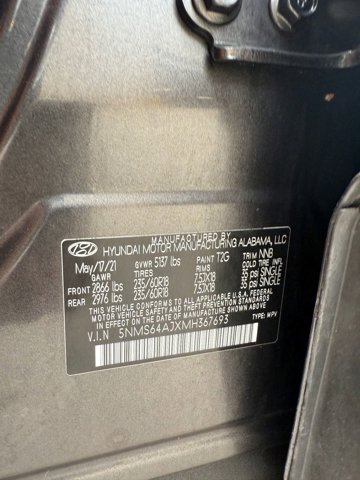 MANUFACTURED BY
HYUNDAI MOTOR MANUFACTURING ALABAMA, LLC
May/17/21 GVWR 5137 lbs PAINT T2G TRIM NNB
GAWR TIRES RIMS COLD TIRE INFL
FRONT 2866 lbs 235/60R18 7.5JX18 35 PSI SINGLE
REAR 2976 lbs 235/60R18 7.5JX18 35 PSI SINGLE
THIS VEHICLE CONFORMS TO ALL APPLICABLE
U.S. FEDERAL MOTOR VEHICLE SAFETY, BUMPER,
AND THEFT PREVENTION STANDARDS IN EFFECT
ON THE DATE OF MANUFACTURE SHOWN ABOVE.
V.I.N 5NMS64AJXMH367693
TYPE: MPV